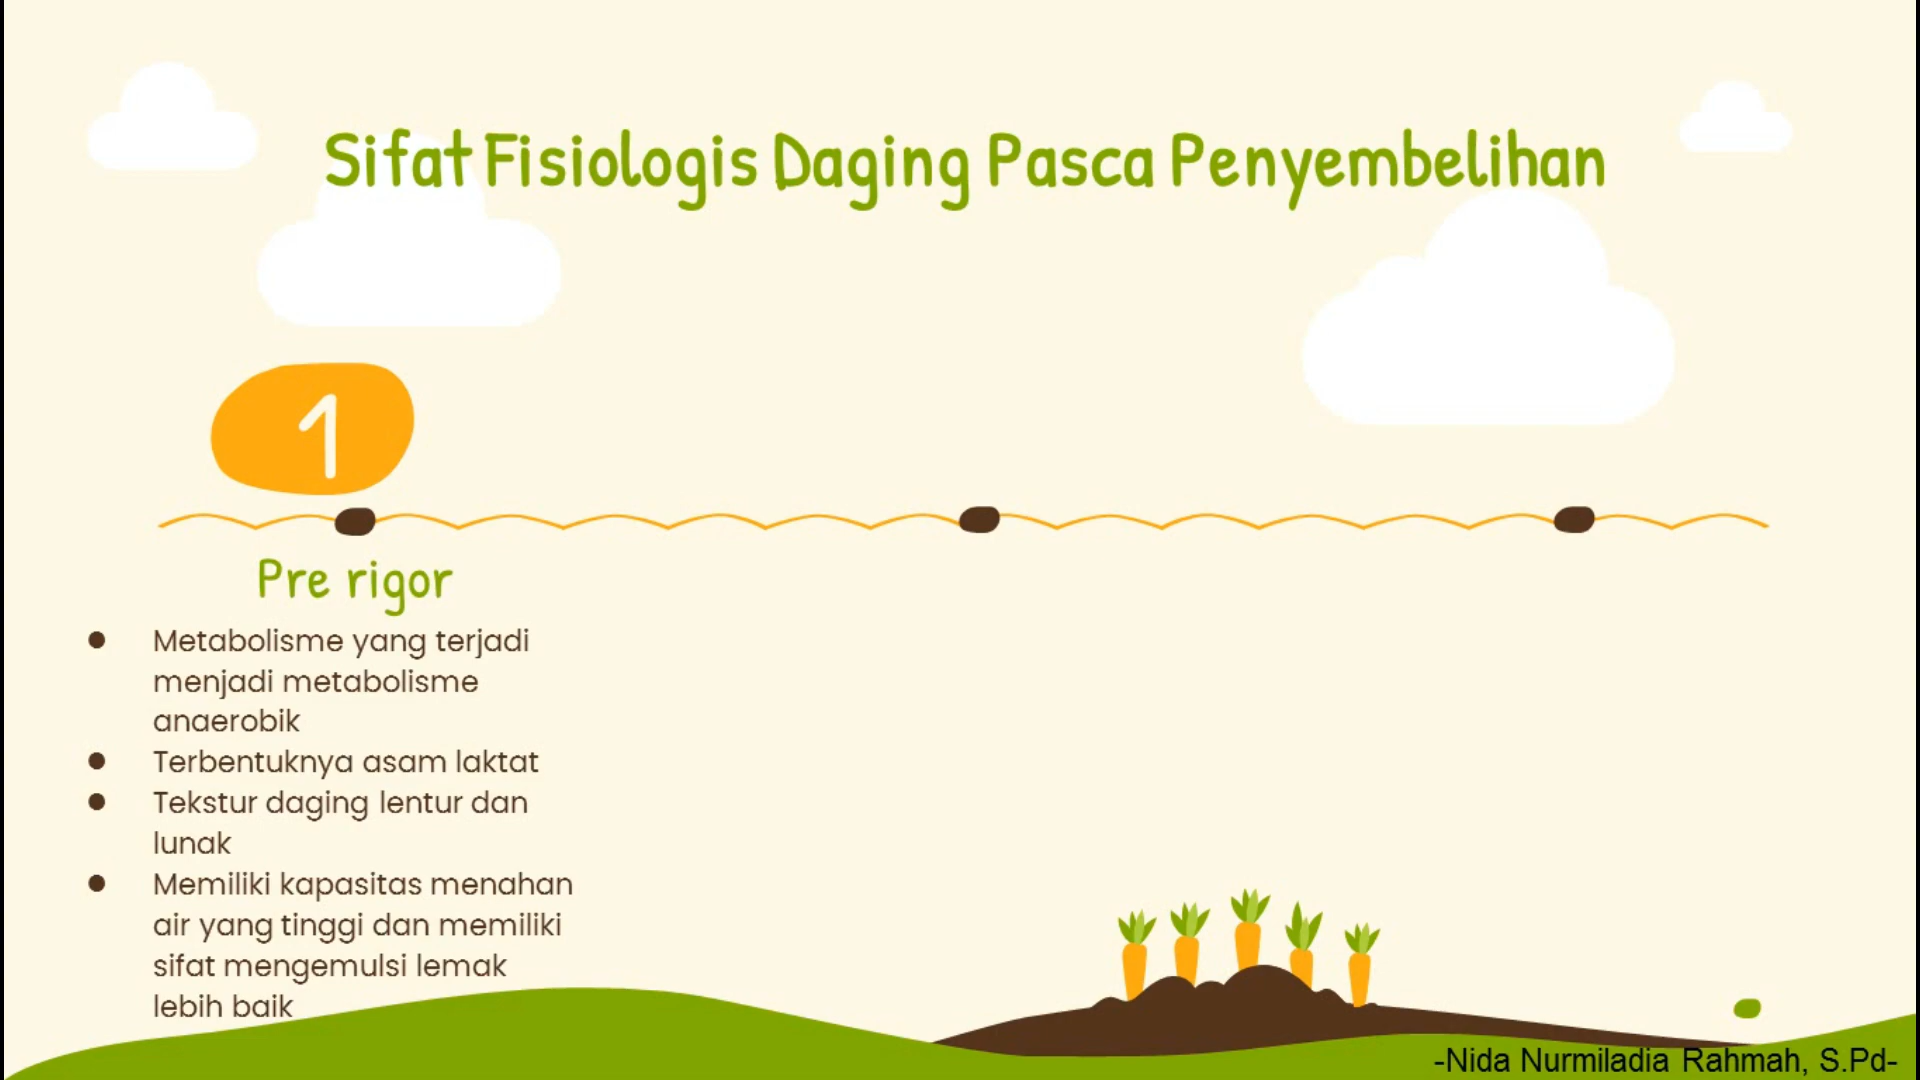 Sifat Fisiologis Daging Pasca Penyembelihan
1
Pre rigor
● Metabolisme yang terjadi
menjadi metabolisme
anaerobik
● Terbentuknya asam laktat
● Tekstur daging lentur dan
lunak
● Memiliki kapasitas menahan
air yang tinggi dan memiliki
sifat mengemulsi lemak
lebih baik
-Nida Nurmiladia Rahmah, S.Pd-